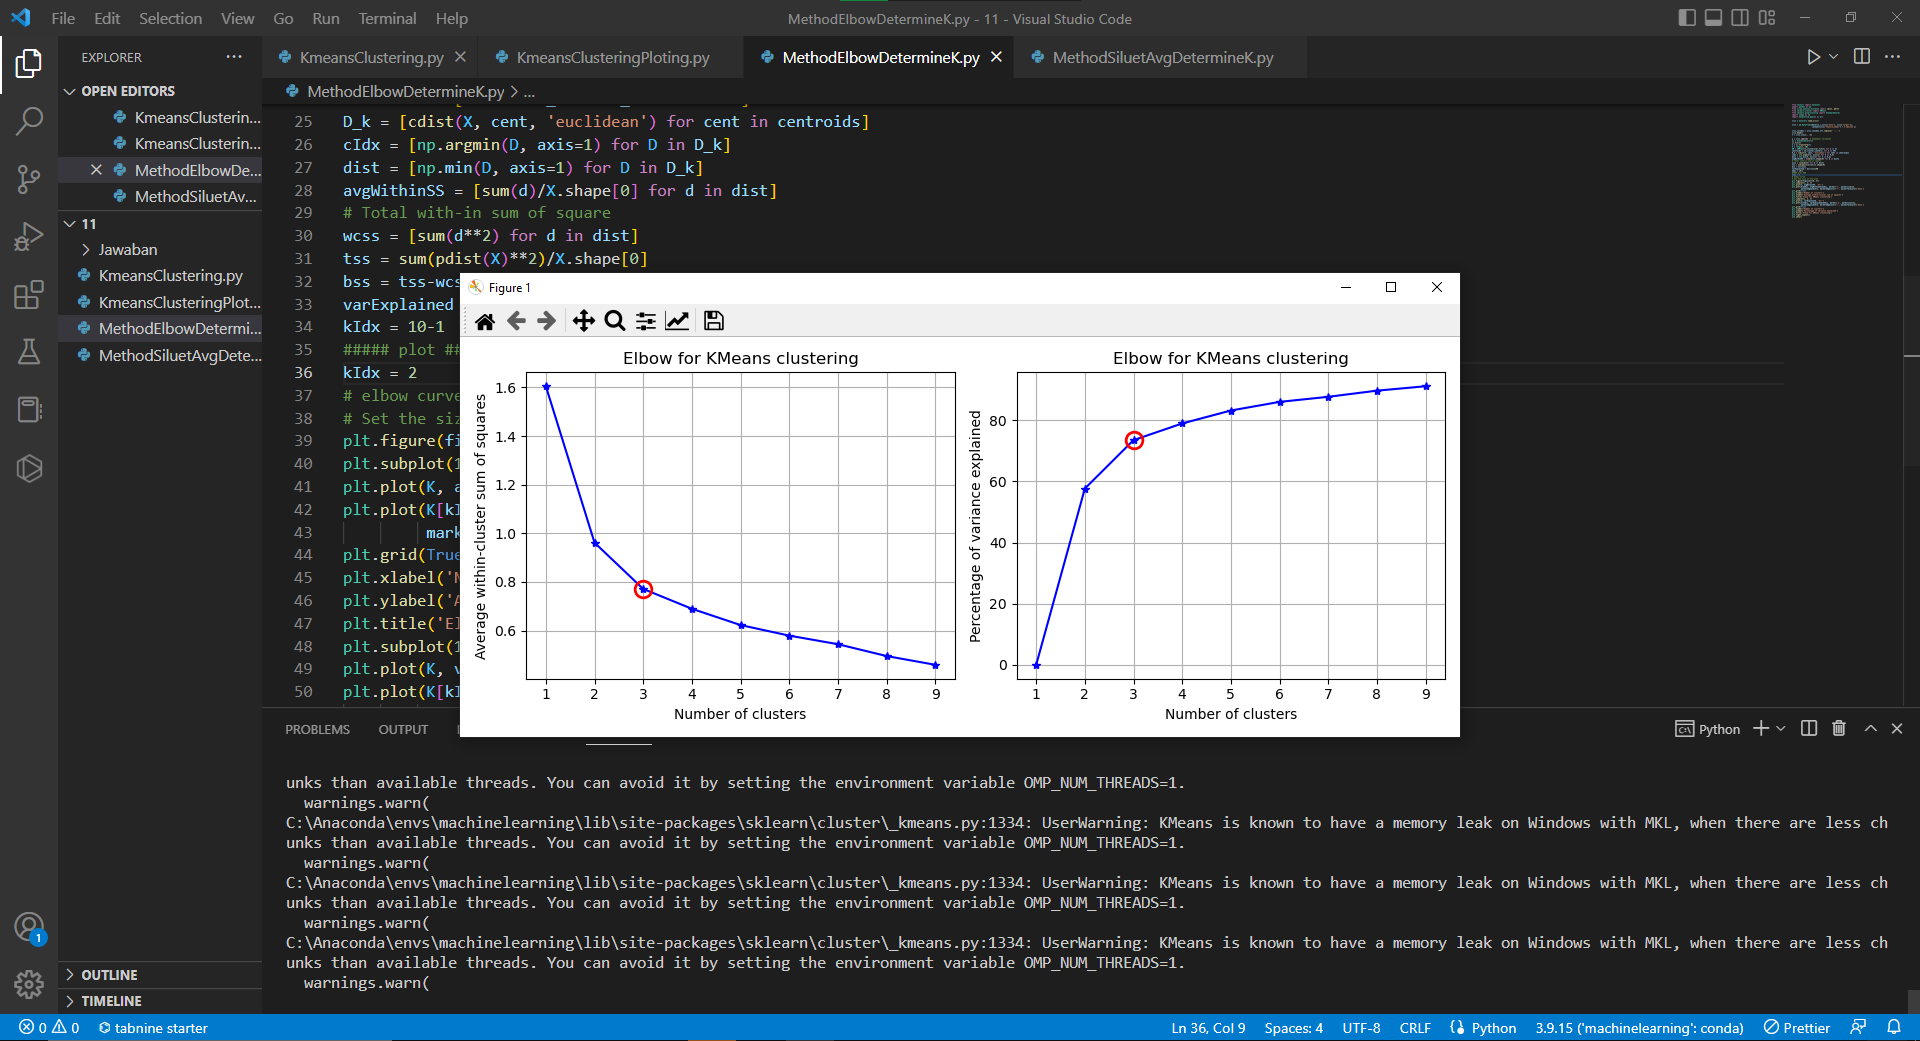 File Edit Selection View Go Run Terminal Help
MethodElbowDetermineK.py - 11 - Visual Studio Code
EXPLORER
KmeansClustering.py
KmeansClusteringPloting.py
MethodElbowDetermineK.py
MethodSiluetAvgDetermineK.py
OPEN EDITORS
KmeansClusterin...
KmeansClusterin...
MethodElbowDe...
MethodSiluetAv...
11
Jawaban
KmeansClustering.py
KmeansClusteringPlot...
MethodElbowDetermi...
MethodSiluetAvgDete...
OUTLINE
TIMELINE
MethodElbowDetermineK.py > ...
25 D_k = [cdist(X, cent, 'euclidean') for cent in centroids]
26 cIdx = [np.argmin(D, axis=1) for D in D_k]
27 dist = [np.min(D, axis=1) for D in D_k]
28 avgWithinSS = [sum(d)/X.shape[0] for d in dist]
29 # Total with-in sum of square
30 wcss = [sum(d**2) for d in dist]
31 tss = sum(pdist(X)**2)/X.shape[0]
32 bss = tss-wcs
33 varExplained
34 kIdx = 10-1
35 ##### plot ##
36 kIdx = 2
37 # elbow curve
38 # Set the siz
39 plt.figure(fi
40 plt.subplot(1
41 plt.plot(K, a
42 plt.plot(K[kI
43 mark
44 plt.grid(True
45 plt.xlabel('N
46 plt.ylabel('A
47 plt.title('El
48 plt.subplot(1
49 plt.plot(K, v
50 plt.plot(K[kI
Figure 1
Elbow for KMeans clustering
Average within-cluster sum of squares
1.6
1.4
1.2
1.0
0.8
0.6
1 2 3 4 5 6 7 8 9
Number of clusters
Elbow for KMeans clustering
Percentage of variance explained
80
60
40
20
0
1 2 3 4 5 6 7 8 9
Number of clusters
PROBLEMS OUTPUT
Python
unks than available threads. You can avoid it by setting the environment variable OMP_NUM_THREADS=1.
warnings.warn(
C:\Anaconda\envs\machinelearning\lib\site-packages\sklearn\cluster\_kmeans.py:1334: UserWarning: KMeans is known to have a memory leak on Windows with MKL, when there are less ch
unks than available threads. You can avoid it by setting the environment variable OMP_NUM_THREADS=1.
warnings.warn(
C:\Anaconda\envs\machinelearning\lib\site-packages\sklearn\cluster\_kmeans.py:1334: UserWarning: KMeans is known to have a memory leak on Windows with MKL, when there are less ch
unks than available threads. You can avoid it by setting the environment variable OMP_NUM_THREADS=1.
warnings.warn(
C:\Anaconda\envs\machinelearning\lib\site-packages\sklearn\cluster\_kmeans.py:1334: UserWarning: KMeans is known to have a memory leak on Windows with MKL, when there are less ch
unks than available threads. You can avoid it by setting the environment variable OMP_NUM_THREADS=1.
warnings.warn(
1
0 0 tabnine starter
Ln 36, Col 9 Spaces: 4 UTF-8 CRLF Python 3.9.15 ('machinelearning': conda) Prettier